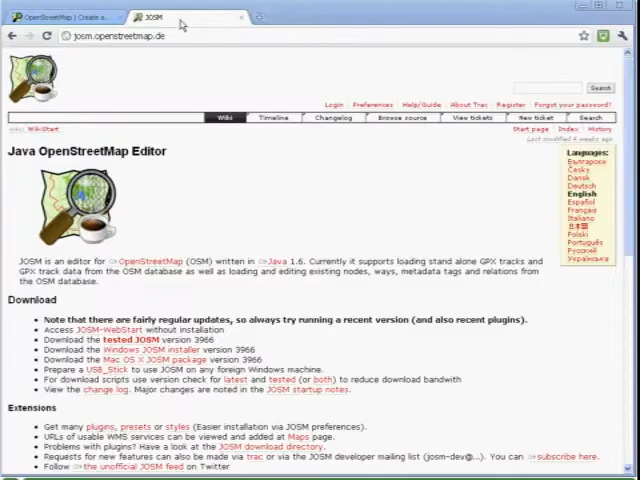 OpenStreetMap | Create a...
JOSM
josm.openstreetmap.de
Search
Login Preferences Help/Guide About Trac Register Forgot your password?
Wiki Timeline Changelog Browse source View tickets New ticket Search
wiki: WikiStart
Start page Index History
Last modified 4 weeks ago
Java OpenStreetMap Editor
Languages:
Български
Česky
Dansk
Deutsch
English
Español
Français
Italiano
日本語
Polski
Português
Русский
Українська
JOSM is an editor for OpenStreetMap (OSM) written in Java 1.6. Currently it supports loading stand alone GPX tracks and
GPX track data from the OSM database as well as loading and editing existing nodes, ways, metadata tags and relations from
the OSM database.
Download
• Note that there are fairly regular updates, so always try running a recent version (and also recent plugins).
• Access JOSM-WebStart without installation
• Download the tested JOSM version 3966
• Download the Windows JOSM installer version 3966
• Download the Mac OS X JOSM package version 3966
• Prepare a USB_Stick to use JOSM on any foreign Windows machine.
• For download scripts use version check for latest and tested (or both) to reduce download bandwith
• View the change log. Major changes are noted in the JOSM startup notes.
Extensions
• Get many plugins, presets or styles (Easier installation via JOSM preferences).
• URLs of usable WMS services can be viewed and added at Maps page.
• Problems with plugins? Have a look at the JOSM download directory.
• Requests for new features can also be made via trac or via the JOSM developer mailing list (josm-dev@...). You can subscribe here.
• Follow the unofficial JOSM feed on Twitter